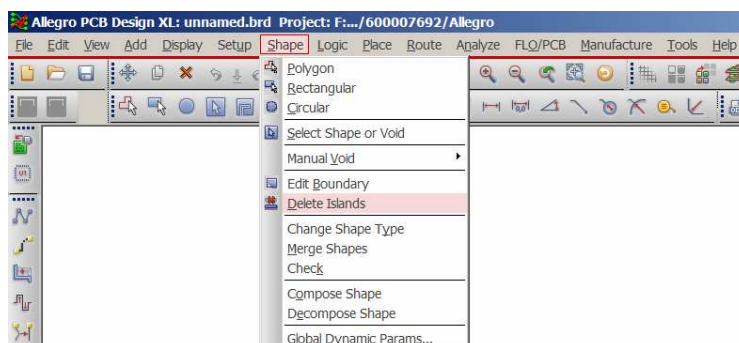 Allegro PCB Design XL: unnamed.brd Project: F:.../600007692/Allegro
File Edit View Add Display Setup Shape Logic Place Route Analyze FLO/PCB Manufacture Tools Help
Polygon
Rectangular
Circular
Select Shape or Void
Manual Void
Edit Boundary
Delete Islands
Change Shape Type
Merge Shapes
Check
Compose Shape
Decompose Shape
Global Dynamic Params...
U1